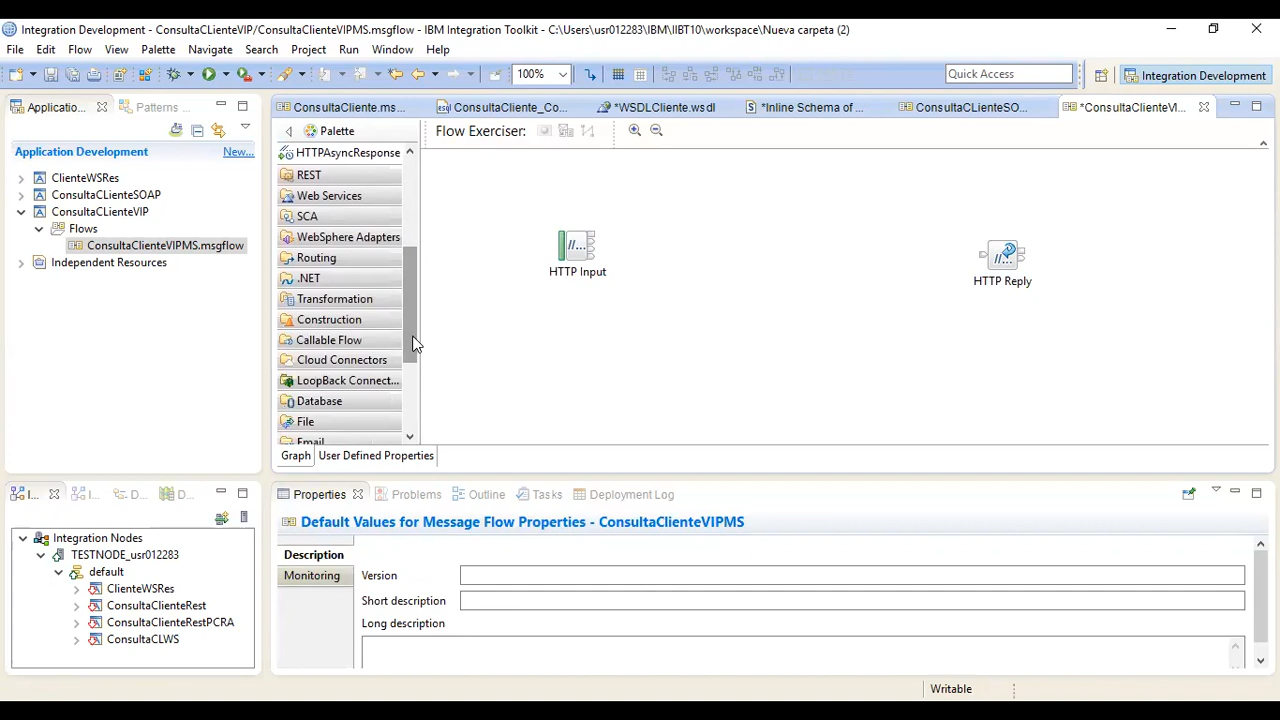 Integration Development - ConsultaCLienteVIP/ConsultaClienteVIPMS.msgflow - IBM Integration Toolkit - C:\Users\usr012283\IBM\IIBT10\workspace\Nueva carpeta (2)
File Edit Flow View Palette Navigate Search Project Run Window Help
100% Quick Access Integration Development
Applicatio... Patterns ... ConsultaCliente.ms... ConsultaCliente_Co... *WSDLCliente.wsdl *Inline Schema of ... ConsultaCLienteSO... *ConsultaClienteVI...
Palette Flow Exerciser:
Application Development New...
ClienteWSRes
ConsultaCLienteSOAP
ConsultaCLienteVIP
Flows
ConsultaClienteVIPMS.msgflow
Independent Resources
HTTPAsyncResponse
REST
Web Services
SCA
WebSphere Adapters
Routing
.NET
Transformation
Construction
Callable Flow
Cloud Connectors
LoopBack Connect...
Database
File
Email
HTTP Input
HTTP Reply
Graph User Defined Properties
I... I... D... D...
Integration Nodes
TESTNODE_usr012283
default
ClienteWSRes
ConsultaClienteRest
ConsultaClienteRestPCRA
ConsultaCLWS
Properties Problems Outline Tasks Deployment Log
Default Values for Message Flow Properties - ConsultaClienteVIPMS
Description
Monitoring
Version
Short description
Long description
Writable